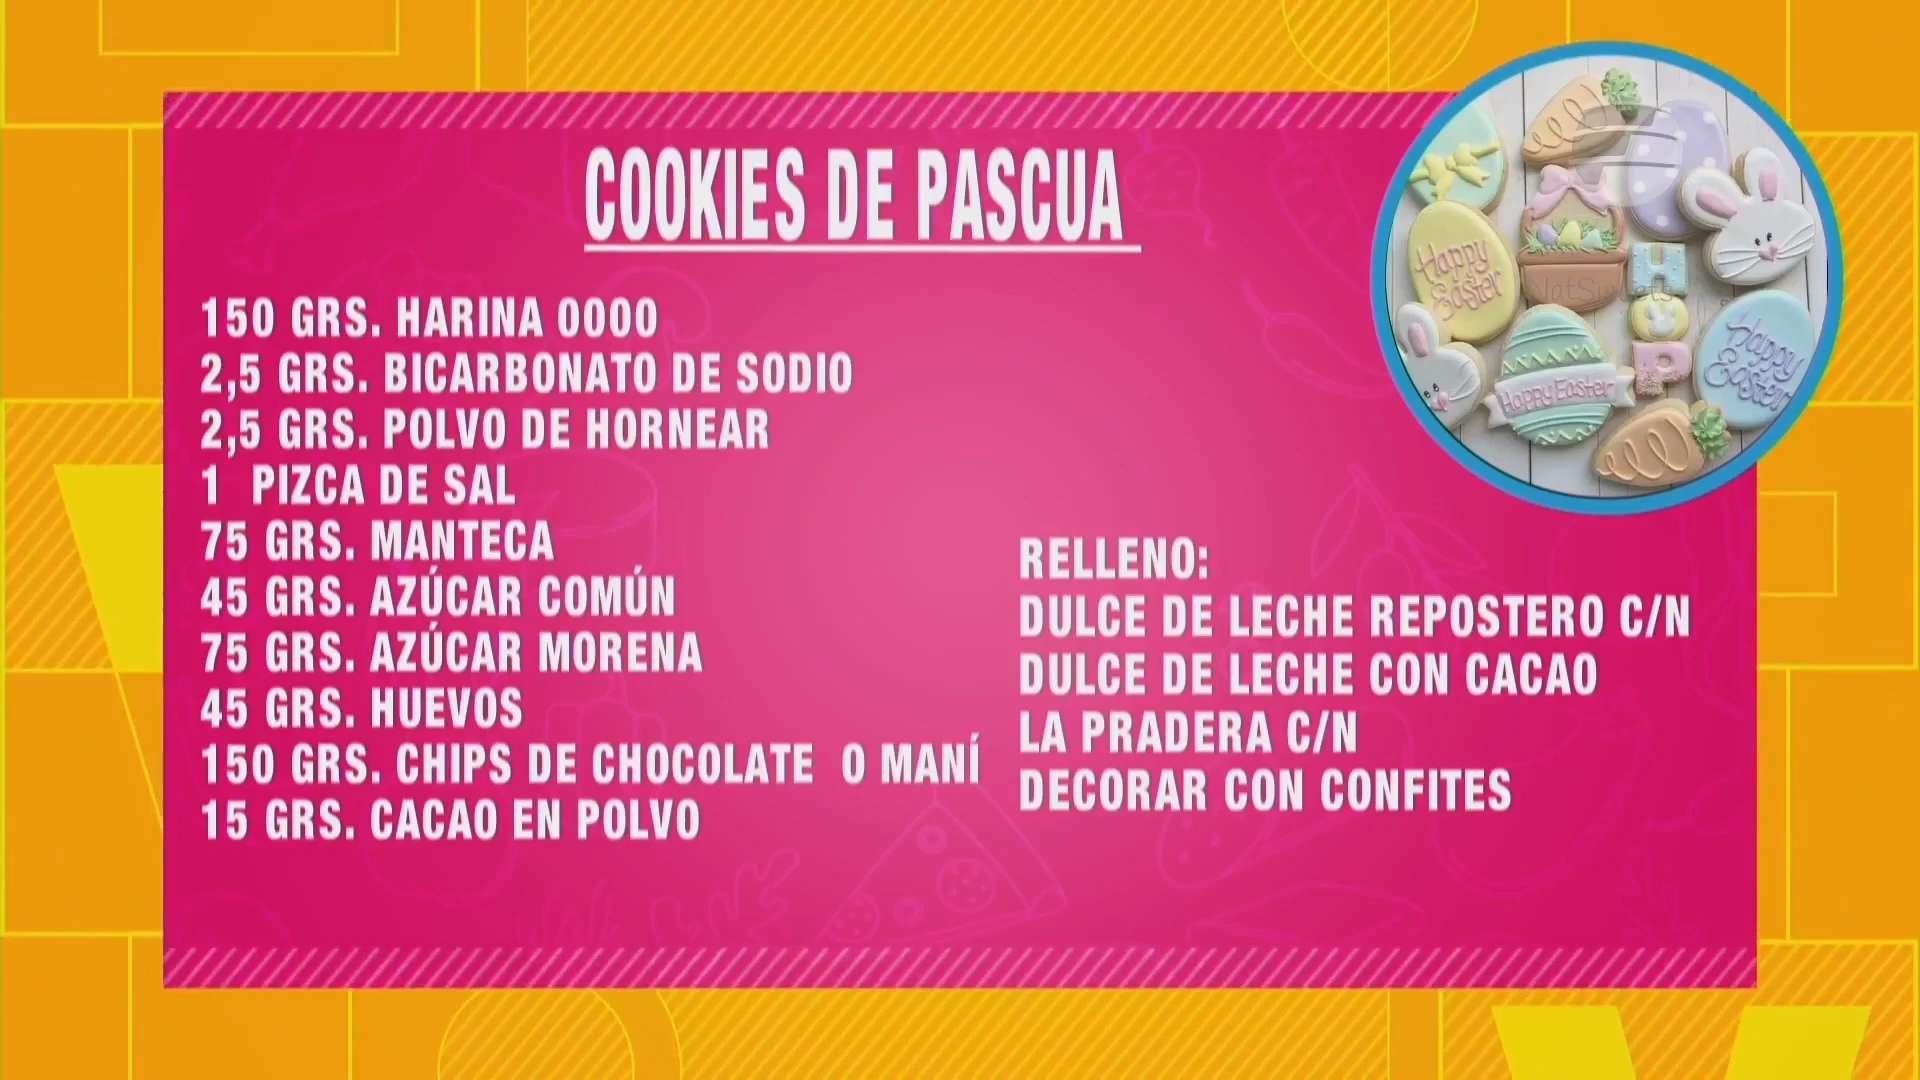 COOKIES DE PASCUA
150 GRS. HARINA 0000
2,5 GRS. BICARBONATO DE SODIO
2,5 GRS. POLVO DE HORNEAR
1 PIZCA DE SAL
75 GRS. MANTECA
45 GRS. AZÚCAR COMÚN
75 GRS. AZÚCAR MORENA
45 GRS. HUEVOS
150 GRS. CHIPS DE CHOCOLATE O MANÍ
15 GRS. CACAO EN POLVO
RELLENO:
DULCE DE LECHE REPOSTERO C/N
DULCE DE LECHE CON CACAO
LA PRADERA C/N
DECORAR CON CONFITES
Happy
Easter
H
P
Happy
Easter
Happy Easter